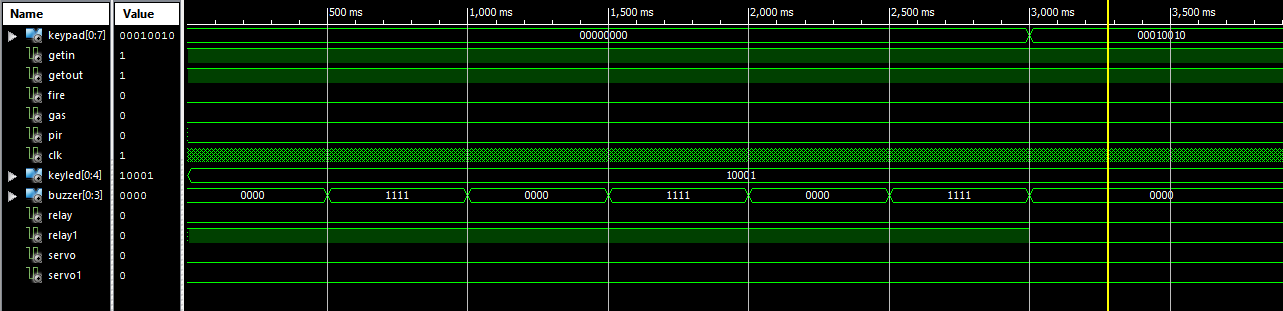 Name Value 500 ms 1,000 ms 1,500 ms 2,000 ms 2,500 ms 3,000 ms 3,500 ms
keypad[0:7] 00010010 00000000 00010010
getin 1
getout 1
fire 0
gas 0
pir 0
clk 1
keyled[0:4] 10001 10001
buzzer[0:3] 0000 0000 1111 0000 1111 0000 1111 0000
relay 0
relay1 0
servo 0
servo1 0